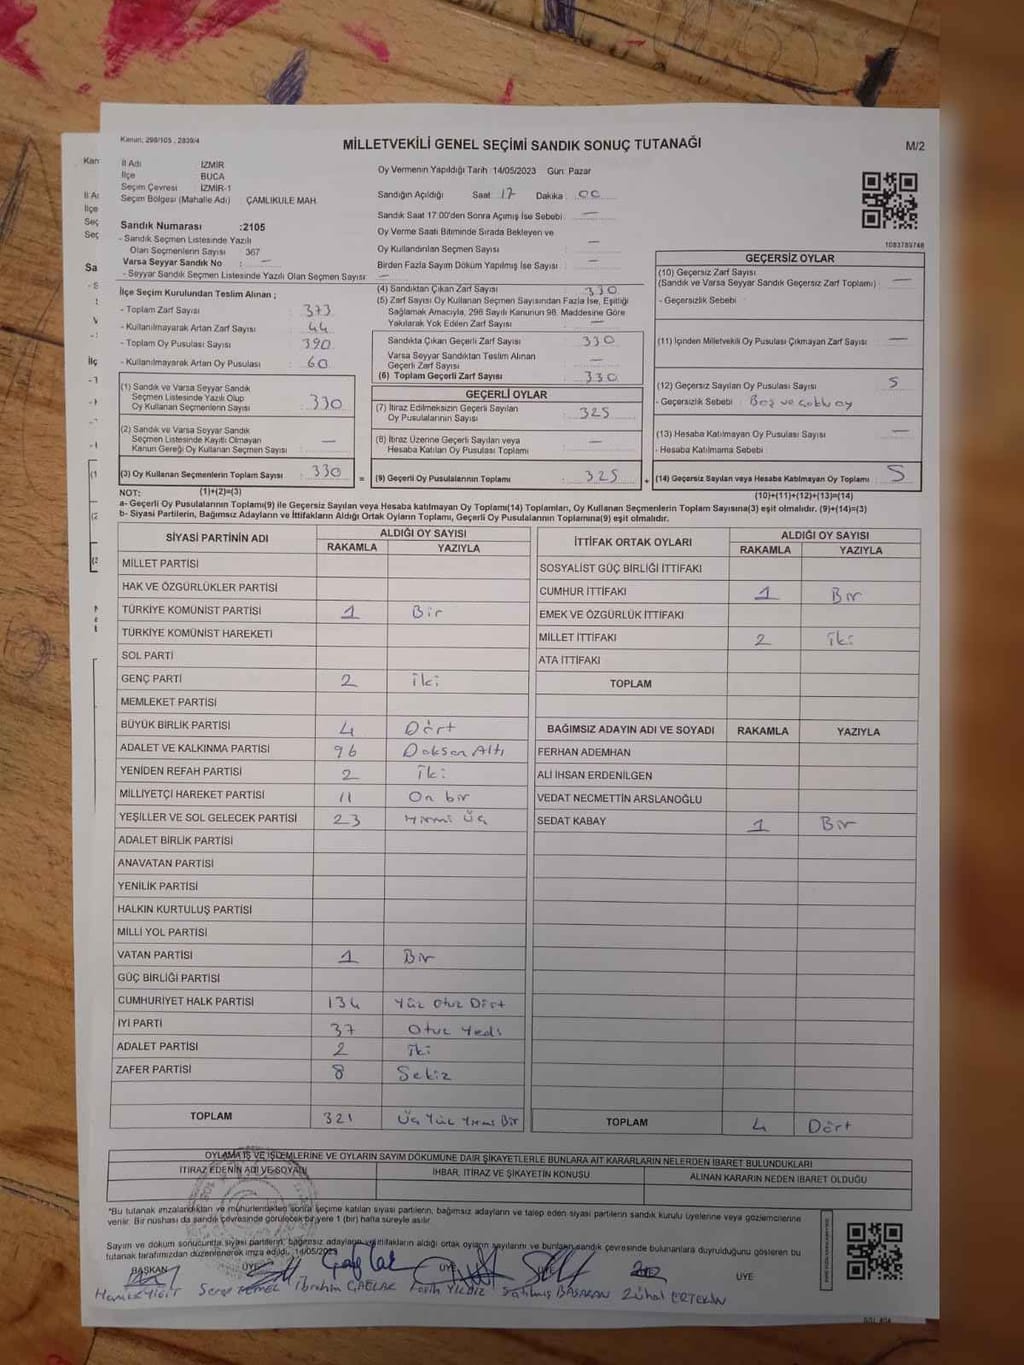 Kanun: 298/105 , 2839/4
MİLLETVEKİLİ GENEL SEÇİMİ SANDIK SONUÇ TUTANAĞI
M/2
İl Adı İZMİR
İlçe BUCA
Seçim Çevresi İZMİR-1
Seçim Bölgesi (Mahalle Adı) : ÇAMLIKULE MAH.
Sandık Numarası :2105
- Sandık Seçmen Listesinde Yazılı
Olan Seçmenlerin Sayısı 367
Varsa Seyyar Sandık No : —
- Seyyar Sandık Seçmen Listesinde Yazılı Olan Seçmen Sayısı : —
Oy Vermenin Yapıldığı Tarih :14/05/2023 Gün: Pazar
Sandığın Açıldığı Saat: 17 Dakika : 00
Sandık Saat 17.00'den Sonra Açılmış İse Sebebi : —
Oy Verme Saati Bitiminde Sırada Bekleyen ve
Oy Kullandırılan Seçmen Sayısı —
Birden Fazla Sayım Döküm Yapılmış İse Sayısı : —
1083785748
İlçe Seçim Kurulundan Teslim Alınan ;
- Toplam Zarf Sayısı : 373
- Kullanılmayarak Artan Zarf Sayısı : 44
- Toplam Oy Pusulası Sayısı : 390
- Kullanılmayarak Artan Oy Pusulası : 60
(1) Sandık ve Varsa Seyyar Sandık
Seçmen Listesinde Yazılı Olup
Oy Kullanan Seçmenlerin Sayısı : 330
(2) Sandık ve Varsa Seyyar Sandık
Seçmen Listesinde Kayıtlı Olmayan
Kanun Gereği Oy Kullanan Seçmen Sayısı : —
(3) Oy Kullanan Seçmenlerin Toplam Sayısı : 330
(4) Sandıktan Çıkan Zarf Sayısı : 330
(5) Zarf Sayısı Oy Kullanan Seçmen Sayısından Fazla İse, Eşitliği
Sağlamak Amacıyla, 298 Sayılı Kanunun 98. Maddesine Göre
Yakılarak Yok Edilen Zarf Sayısı : —
Sandıkta Çıkan Geçerli Zarf Sayısı : 330
Varsa Seyyar Sandıktan Teslim Alınan
Geçerli Zarf Sayısı : —
(6) Toplam Geçerli Zarf Sayısı : 330
GEÇERLİ OYLAR
(7) İtiraz Edilmeksizin Geçerli Sayılan
Oy Pusulalarının Sayısı : 325
(8) İtiraz Üzerine Geçerli Sayılan veya
Hesaba Katılan Oy Pusulası Toplamı : —
= (9) Geçerli Oy Pusulalarının Toplamı : 325
GEÇERSİZ OYLAR
(10) Geçersiz Zarf Sayısı
(Sandık ve Varsa Seyyar Sandık Geçersiz Zarf Toplamı) : —
- Geçersizlik Sebebi :
(11) İçinden Milletvekili Oy Pusulası Çıkmayan Zarf Sayısı : —
(12) Geçersiz Sayılan Oy Pusulası Sayısı : 5
- Geçersizlik Sebebi : Boş ve çoklu oy
(13) Hesaba Katılmayan Oy Pusulası Sayısı : —
- Hesaba Katılmama Sebebi
+ (14) Geçersiz Sayılan veya Hesaba Katılmayan Oy Toplamı : 5
NOT: (1)+(2)=(3)
(10)+(11)+(12)+(13)=(14)
a- Geçerli Oy Pusulalarının Toplamı(9) ile Geçersiz Sayılan veya Hesaba katılmayan Oy Toplamı(14) Toplamları, Oy Kullanan Seçmenlerin Toplam Sayısına(3) eşit olmalıdır. (9)+(14)=(3)
b- Siyasi Partilerin, Bağımsız Adayların ve İttifakların Aldığı Ortak Oyların Toplamı, Geçerli Oy Pusulalarının Toplamına(9) eşit olmalıdır.
SİYASİ PARTİNİN ADI ALDIĞI OY SAYISI
RAKAMLA YAZIYLA
MİLLET PARTİSİ
HAK VE ÖZGÜRLÜKLER PARTİSİ
TÜRKİYE KOMÜNİST PARTİSİ 1 Bir
TÜRKİYE KOMÜNİST HAREKETİ
SOL PARTİ
GENÇ PARTİ 2 iki
MEMLEKET PARTİSİ
BÜYÜK BİRLİK PARTİSİ 4 Dört
ADALET VE KALKINMA PARTİSİ 96 Doksan Altı
YENİDEN REFAH PARTİSİ 2 iki
MİLLİYETÇİ HAREKET PARTİSİ 11 On bir
YEŞİLLER VE SOL GELECEK PARTİSİ 23 Yirmi Üç
ADALET BİRLİK PARTİSİ
ANAVATAN PARTİSİ
YENİLİK PARTİSİ
HALKIN KURTULUŞ PARTİSİ
MİLLİ YOL PARTİSİ
VATAN PARTİSİ 1 Bir
GÜÇ BİRLİĞİ PARTİSİ
CUMHURİYET HALK PARTİSİ 134 Yüz Otuz Dört
İYİ PARTİ 37 Otuz Yedi
ADALET PARTİSİ 2 iki
ZAFER PARTİSİ 8 Sekiz
TOPLAM 321 Üç Yüz Yirmi Bir
İTTİFAK ORTAK OYLARI ALDIĞI OY SAYISI
RAKAMLA YAZIYLA
SOSYALİST GÜÇ BİRLİĞİ İTTİFAKI
CUMHUR İTTİFAKI 1 Bir
EMEK VE ÖZGÜRLÜK İTTİFAKI
MİLLET İTTİFAKI 2 iki
ATA İTTİFAKI
TOPLAM
BAĞIMSIZ ADAYIN ADI VE SOYADI RAKAMLA YAZIYLA
FERHAN ADEMHAN
ALİ İHSAN ERDENİLGEN
VEDAT NECMETTİN ARSLANOĞLU
SEDAT KABAY 1 Bir
TOPLAM 4 Dört
OYLAMA İŞ VE İŞLEMLERİNE VE OYLARIN SAYIM DÖKÜMÜNE DAİR ŞİKAYETLERLE BUNLARA AİT KARARLARIN NELERDEN İBARET BULUNDUKLARI
İTİRAZ EDENİN ADI VE SOYADI İHBAR, İTİRAZ VE ŞİKAYETİN KONUSU ALINAN KARARIN NEDEN İBARET OLDUĞU
*Bu tutanak imzalandıktan ve mühürlendikten sonra seçime katılan siyasi partilerin, bağımsız adayların ve talep eden siyasi partilerin sandık kurulu üyelerine veya gözlemcilerine
verilir. Bir nüshası da sandık çevresinde görülecek bir yere 1 (bir) hafta süreyle asılır.
Sayım ve döküm sonucunda siyasi partilerin, bağımsız adayların, ittifakların aldığı ortak oyların sayılarını ve bunların sandık çevresinde bulunanlara duyrulduğunu gösteren bu
tutanak tarafımızdan düzenlenerek imza edildi. 14/05/2023
BAŞKAN ÜYE ÜYE ÜYE
İbrahim ÇAĞLAK Fatih YILDIZ Satılmış BAŞARAN Zühal ERTEKİN